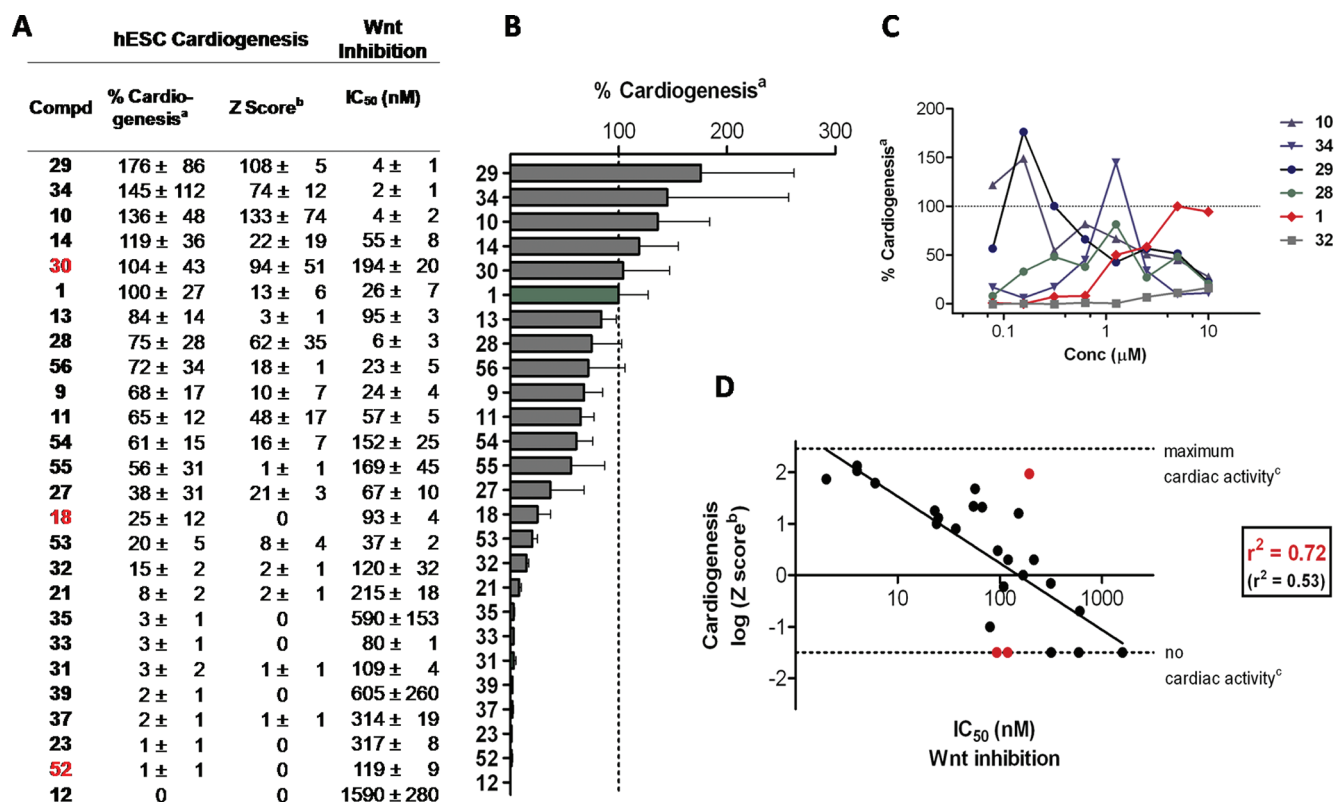 A
hESC Cardiogenesis
Wnt
Inhibition
Compd
% Cardio-
genesisᵃ
Z Scoreᵇ
IC₅₀ (nM)
29 176 ± 86 108 ± 5 4 ± 1
34 145 ± 112 74 ± 12 2 ± 1
10 136 ± 48 133 ± 74 4 ± 2
14 119 ± 36 22 ± 19 55 ± 8
30 104 ± 43 94 ± 51 194 ± 20
1 100 ± 27 13 ± 6 26 ± 7
13 84 ± 14 3 ± 1 95 ± 3
28 75 ± 28 62 ± 35 6 ± 3
56 72 ± 34 18 ± 1 23 ± 5
9 68 ± 17 10 ± 7 24 ± 4
11 65 ± 12 48 ± 17 57 ± 5
54 61 ± 15 16 ± 7 152 ± 25
55 56 ± 31 1 ± 1 169 ± 45
27 38 ± 31 21 ± 3 67 ± 10
18 25 ± 12 0 93 ± 4
53 20 ± 5 8 ± 4 37 ± 2
32 15 ± 2 2 ± 1 120 ± 32
21 8 ± 2 2 ± 1 215 ± 18
35 3 ± 1 0 590 ± 153
33 3 ± 1 0 80 ± 1
31 3 ± 2 1 ± 1 109 ± 4
39 2 ± 1 0 605 ± 260
37 2 ± 1 1 ± 1 314 ± 19
23 1 ± 1 0 317 ± 8
52 1 ± 1 0 119 ± 9
12 0 1590 ± 280
B
% Cardiogenesisᵃ
100 200 300
29
34
10
14
30
1
13
28
56
9
11
54
55
27
18
53
32
21
35
33
31
39
37
23
52
12
C
% Cardiogenesisᵃ
200
150
100
50
0
0.1 1 10
Conc (µM)
10
34
29
28
1
32
D
Cardiogenesis
log (Z scoreᵇ)
2
1
0
-1
-2
10 100 1000
maximum
cardiac activityᶜ
no
cardiac activityᶜ
IC₅₀ (nM)
Wnt inhibition
r² = 0.72
(r² = 0.53)